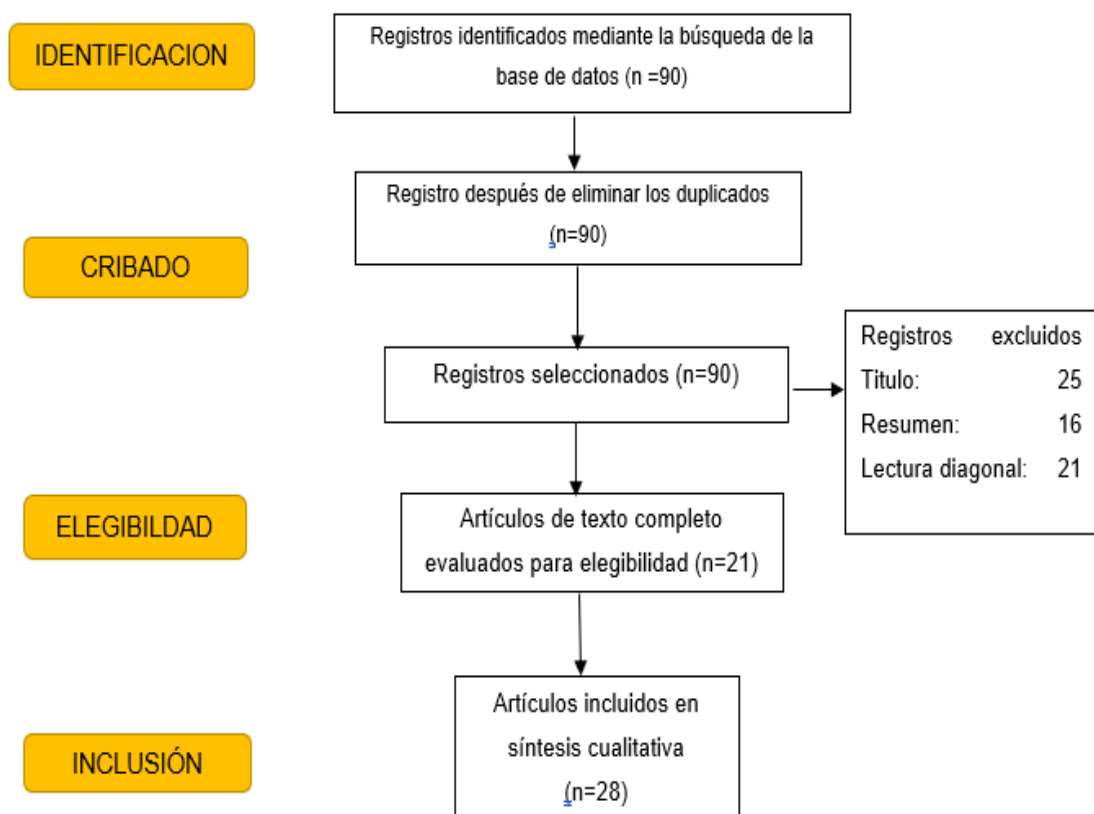 IDENTIFICACION
Registros identificados mediante la búsqueda de la
base de datos (n =90)
Registro después de eliminar los duplicados
(n=90)
CRIBADO
Registros seleccionados (n=90)
Registros excluidos
Titulo: 25
Resumen: 16
Lectura diagonal: 21
ELEGIBILDAD
Artículos de texto completo
evaluados para elegibilidad (n=21)
Artículos incluidos en
síntesis cualitativa
(n=28)
INCLUSIÓN